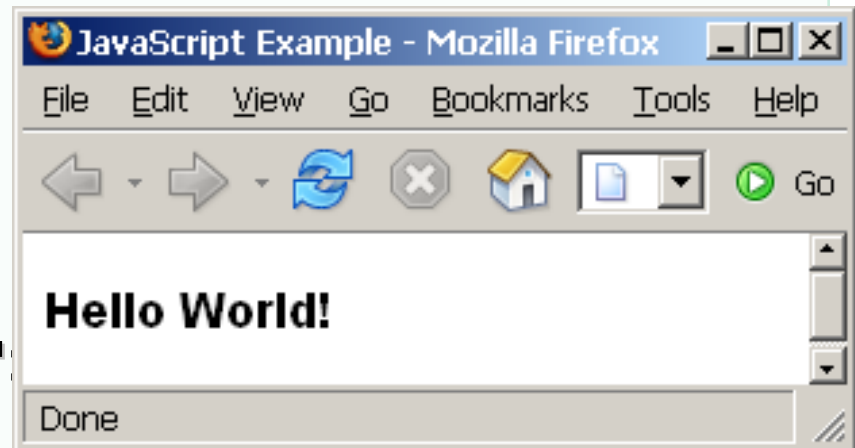 JavaScript Example - Mozilla Firefox
File Edit View Go Bookmarks Tools Help
Go
Hello World!
Done